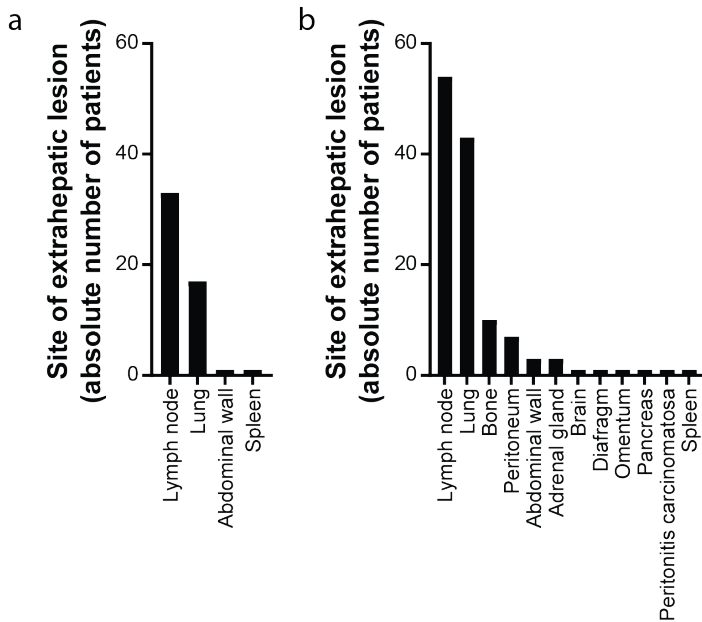 a
Site of extrahepatic lesion
(absolute number of patients)
60
40
20
0
Lymph node
Lung
Abdominal wall
Spleen
b
Site of extrahepatic lesion
(absolute number of patients)
60
40
20
0
Lymph node
Lung
Bone
Peritoneum
Abdominal wall
Adrenal gland
Brain
Diafragm
Omentum
Pancreas
Peritonitis carcinomatosa
Spleen